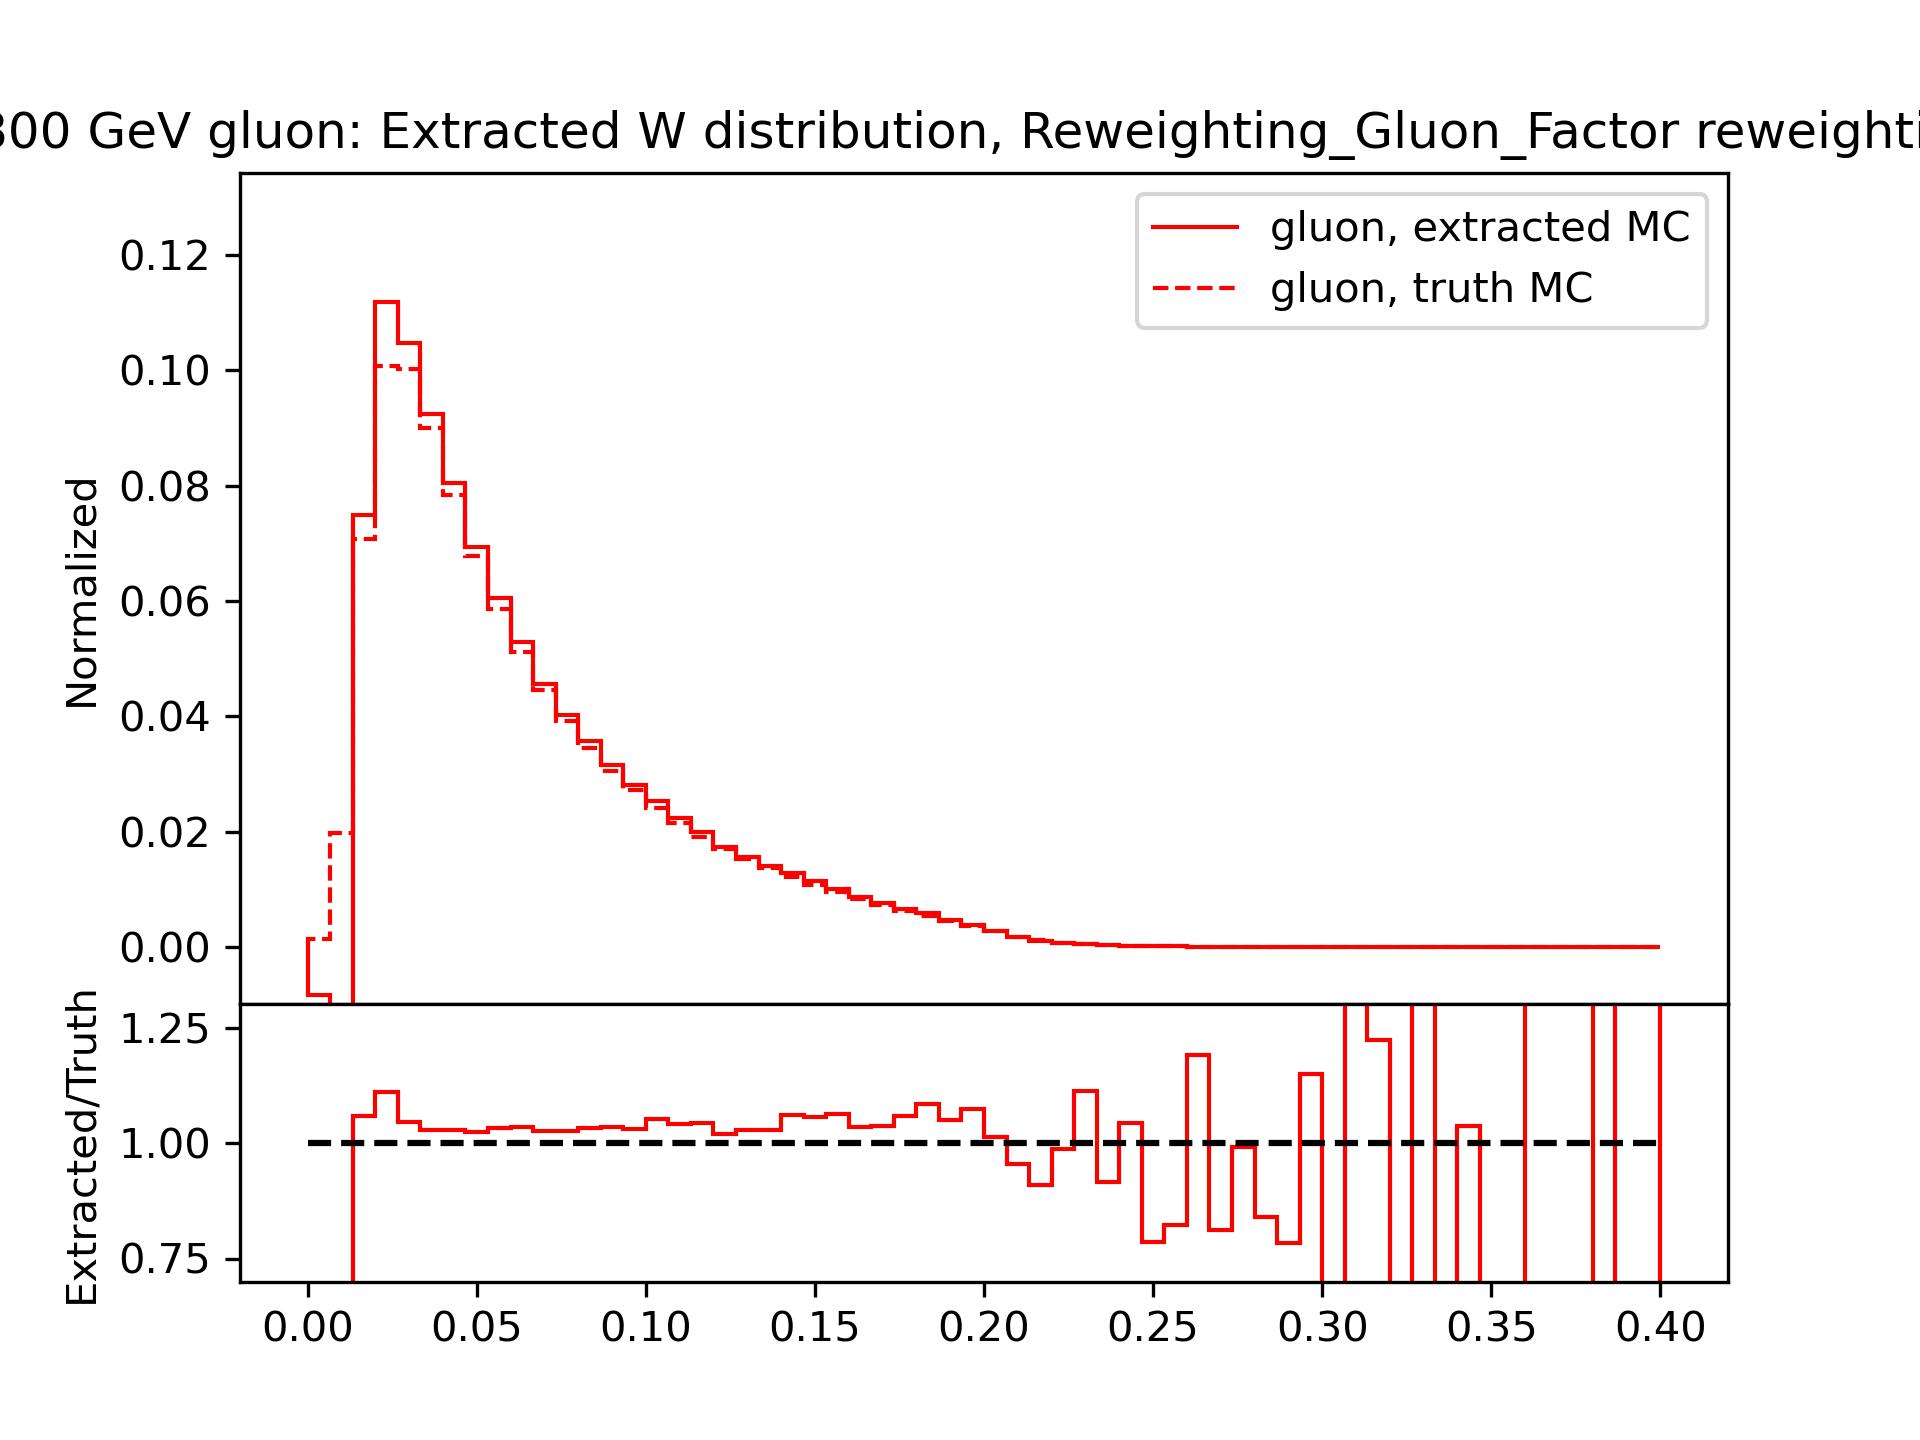 GeV gluon: Extracted W distribution, Reweighting_Gluon_Factor
gluon, extracted MC
gluon, truth MC
Normalized
0.12
0.10
0.08
0.06
0.04
0.02
0.00
Extracted/Truth
1.25
1.00
0.75
0.00 0.05 0.10 0.15 0.20 0.25 0.30 0.35 0.40